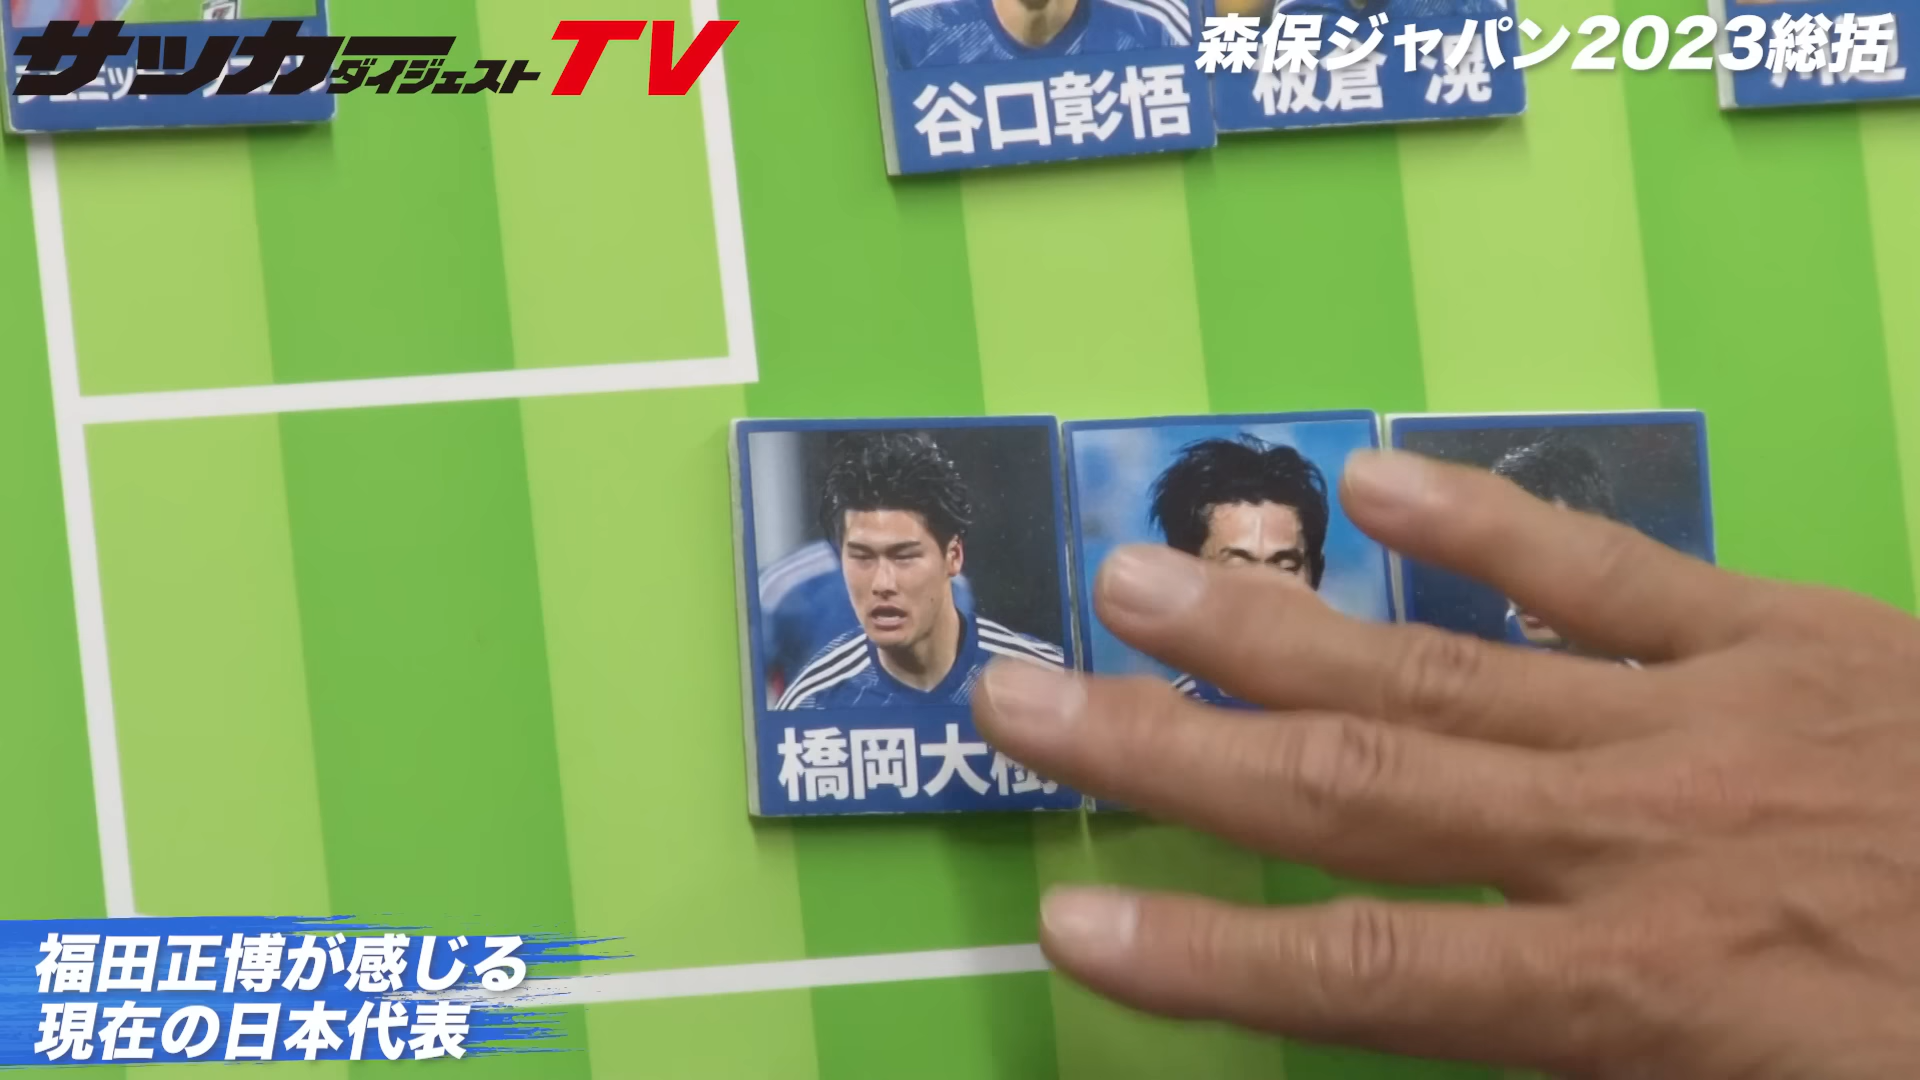 サッカーダイジェストTV
森保ジャパン2023総括
谷口彰悟
板倉 滉
橋岡大樹
福田正博が感じる
現在の日本代表